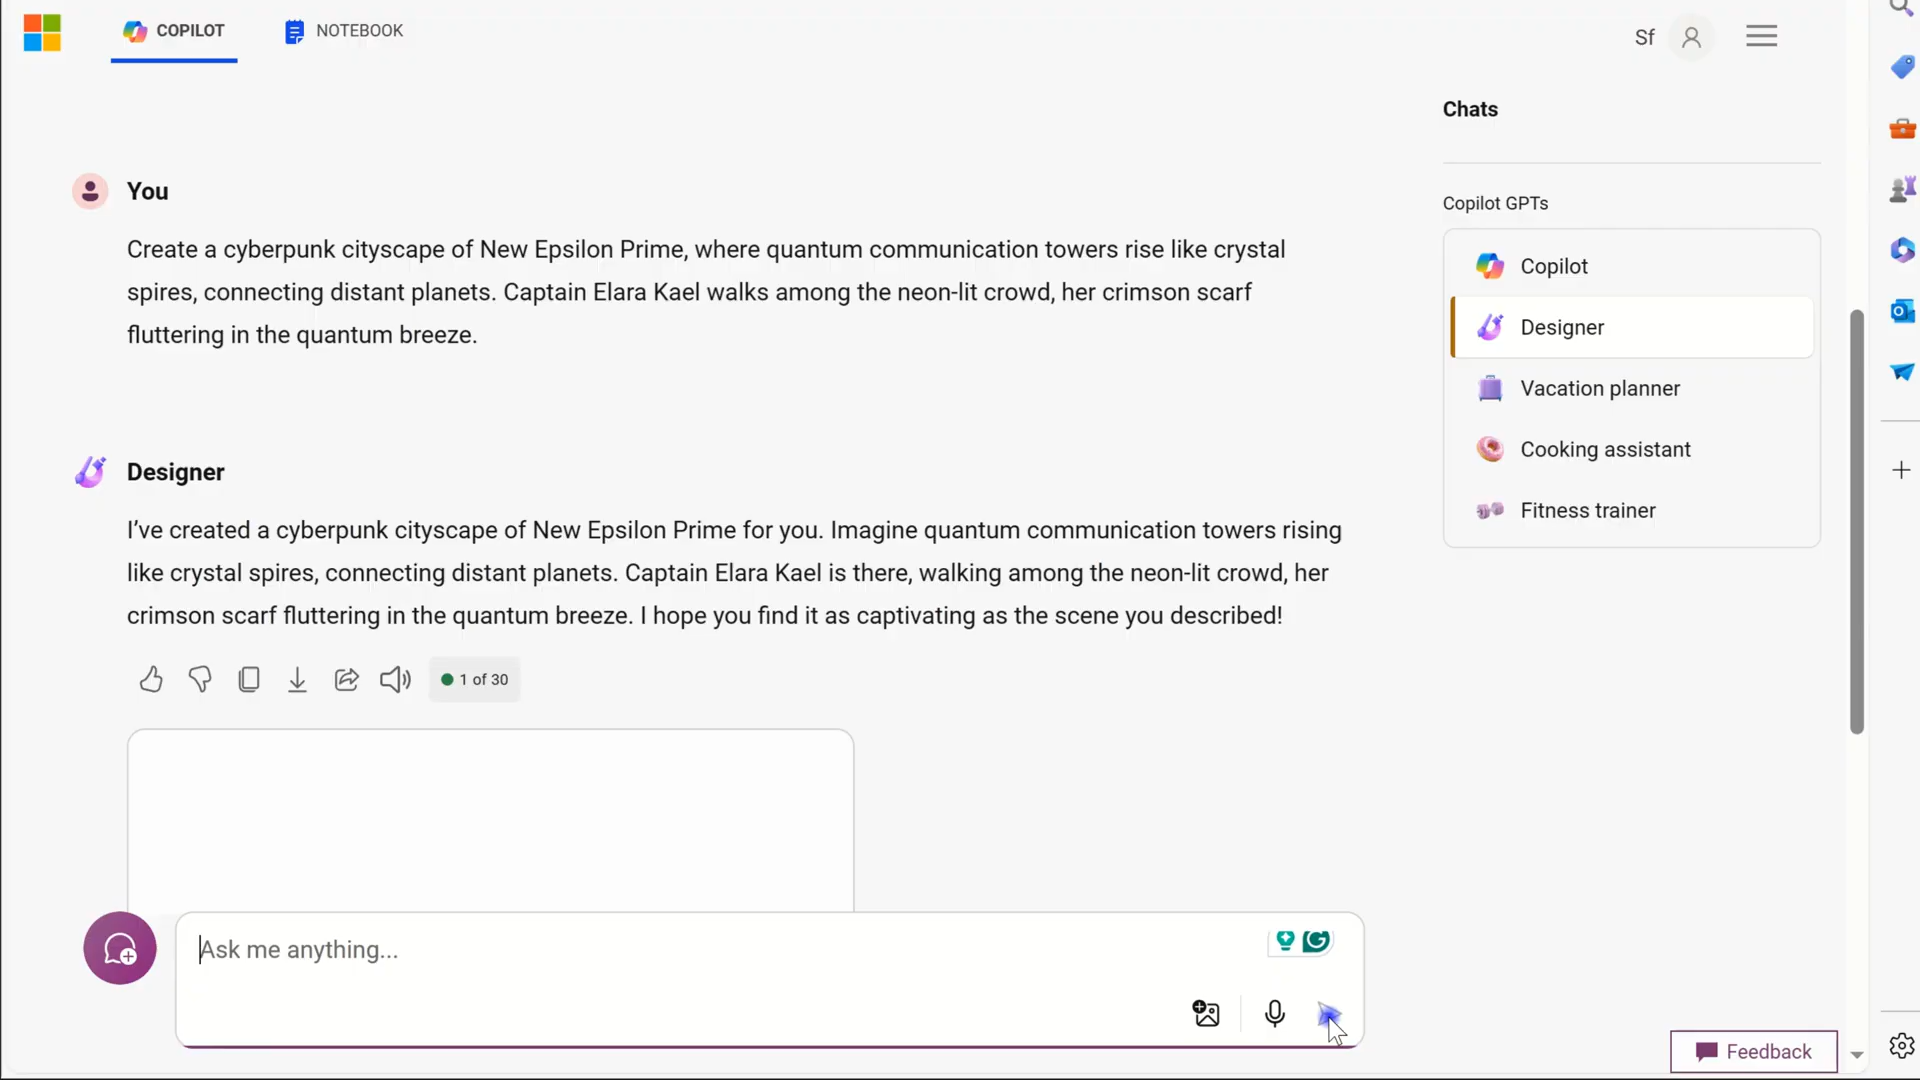 COPILOT
NOTEBOOK
Sf
Chats
You
Create a cyberpunk cityscape of New Epsilon Prime, where quantum communication towers rise like crystal
spires, connecting distant planets. Captain Elara Kael walks among the neon-lit crowd, her crimson scarf
fluttering in the quantum breeze.
Copilot GPTs
Copilot
Designer
Vacation planner
Cooking assistant
Fitness trainer
Designer
I’ve created a cyberpunk cityscape of New Epsilon Prime for you. Imagine quantum communication towers rising
like crystal spires, connecting distant planets. Captain Elara Kael is there, walking among the neon-lit crowd, her
crimson scarf fluttering in the quantum breeze. I hope you find it as captivating as the scene you described!
1 of 30
Ask me anything...
Feedback